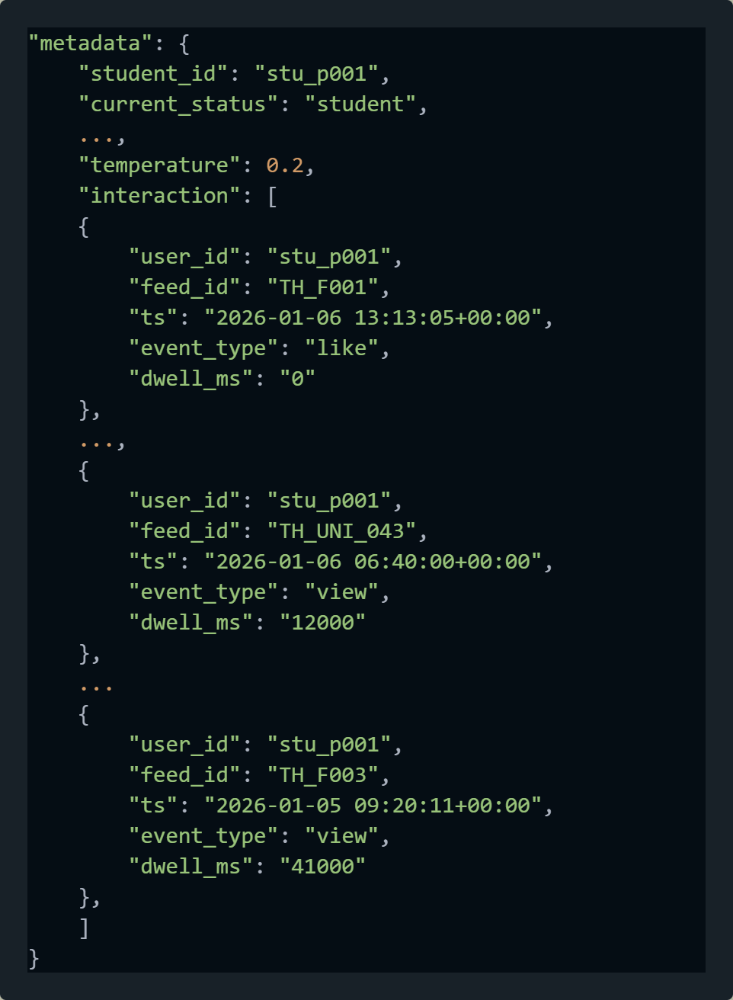 "metadata": {
    "student_id": "stu_p001",
    "current_status": "student",
    ...,
    "temperature": 0.2,
    "interaction": [
    {
        "user_id": "stu_p001",
        "feed_id": "TH_F001",
        "ts": "2026-01-06 13:13:05+00:00",
        "event_type": "like",
        "dwell_ms": "0"
    },
    ...,
    {
        "user_id": "stu_p001",
        "feed_id": "TH_UNI_043",
        "ts": "2026-01-06 06:40:00+00:00",
        "event_type": "view",
        "dwell_ms": "12000"
    },
    ...
    {
        "user_id": "stu_p001",
        "feed_id": "TH_F003",
        "ts": "2026-01-05 09:20:11+00:00",
        "event_type": "view",
        "dwell_ms": "41000"
    },
    ]
}